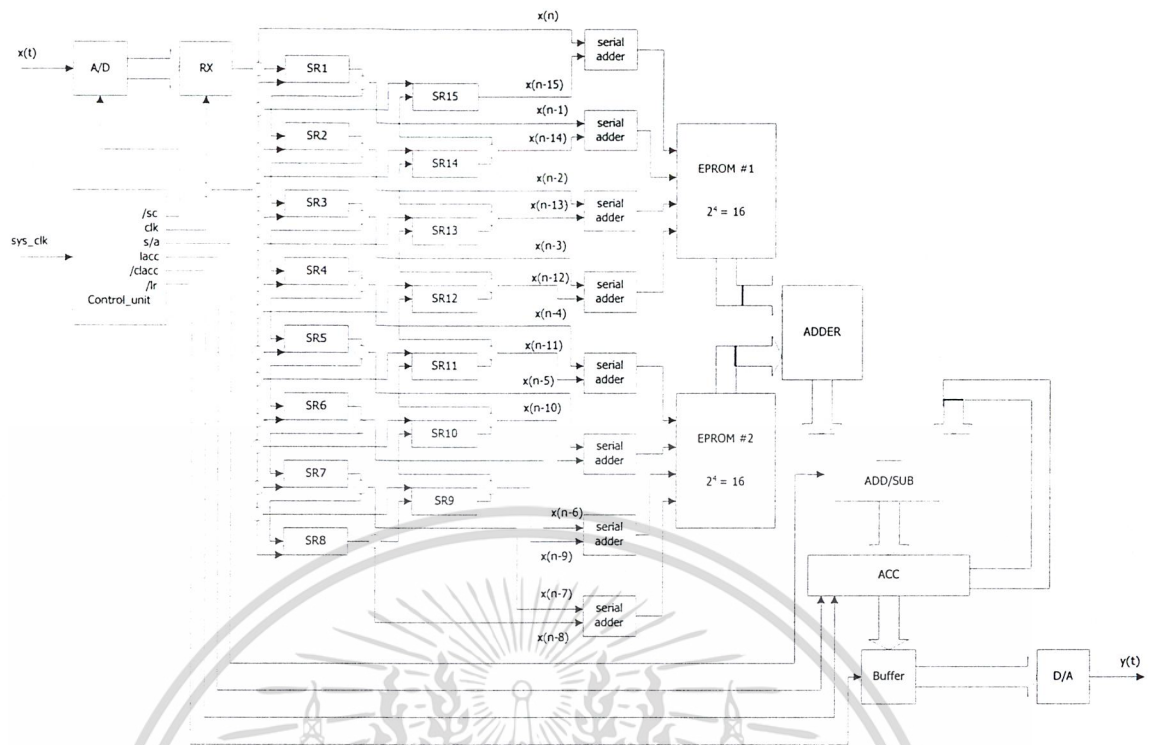 x(n)
x(t)
A/D
RX
SR1
SR15
x(n-15)
serial
adder
x(n-1)
SR2
SR14
x(n-14)
serial
adder
EPROM #1
2⁴ = 16
x(n-2)
SR3
SR13
x(n-13)
serial
adder
/sc
clk
s/a
lacc
/clacc
/lr
Control_unit
sys_clk
x(n-3)
SR4
SR12
x(n-12)
serial
adder
x(n-4)
ADDER
SR5
SR11
x(n-11)
serial
adder
x(n-5)
SR6
SR10
x(n-10)
EPROM #2
2⁴ = 16
serial
adder
SR7
SR9
ADD/SUB
x(n-6)
SR8
serial
adder
x(n-9)
ACC
x(n-7)
serial
adder
x(n-8)
Buffer
D/A
y(t)